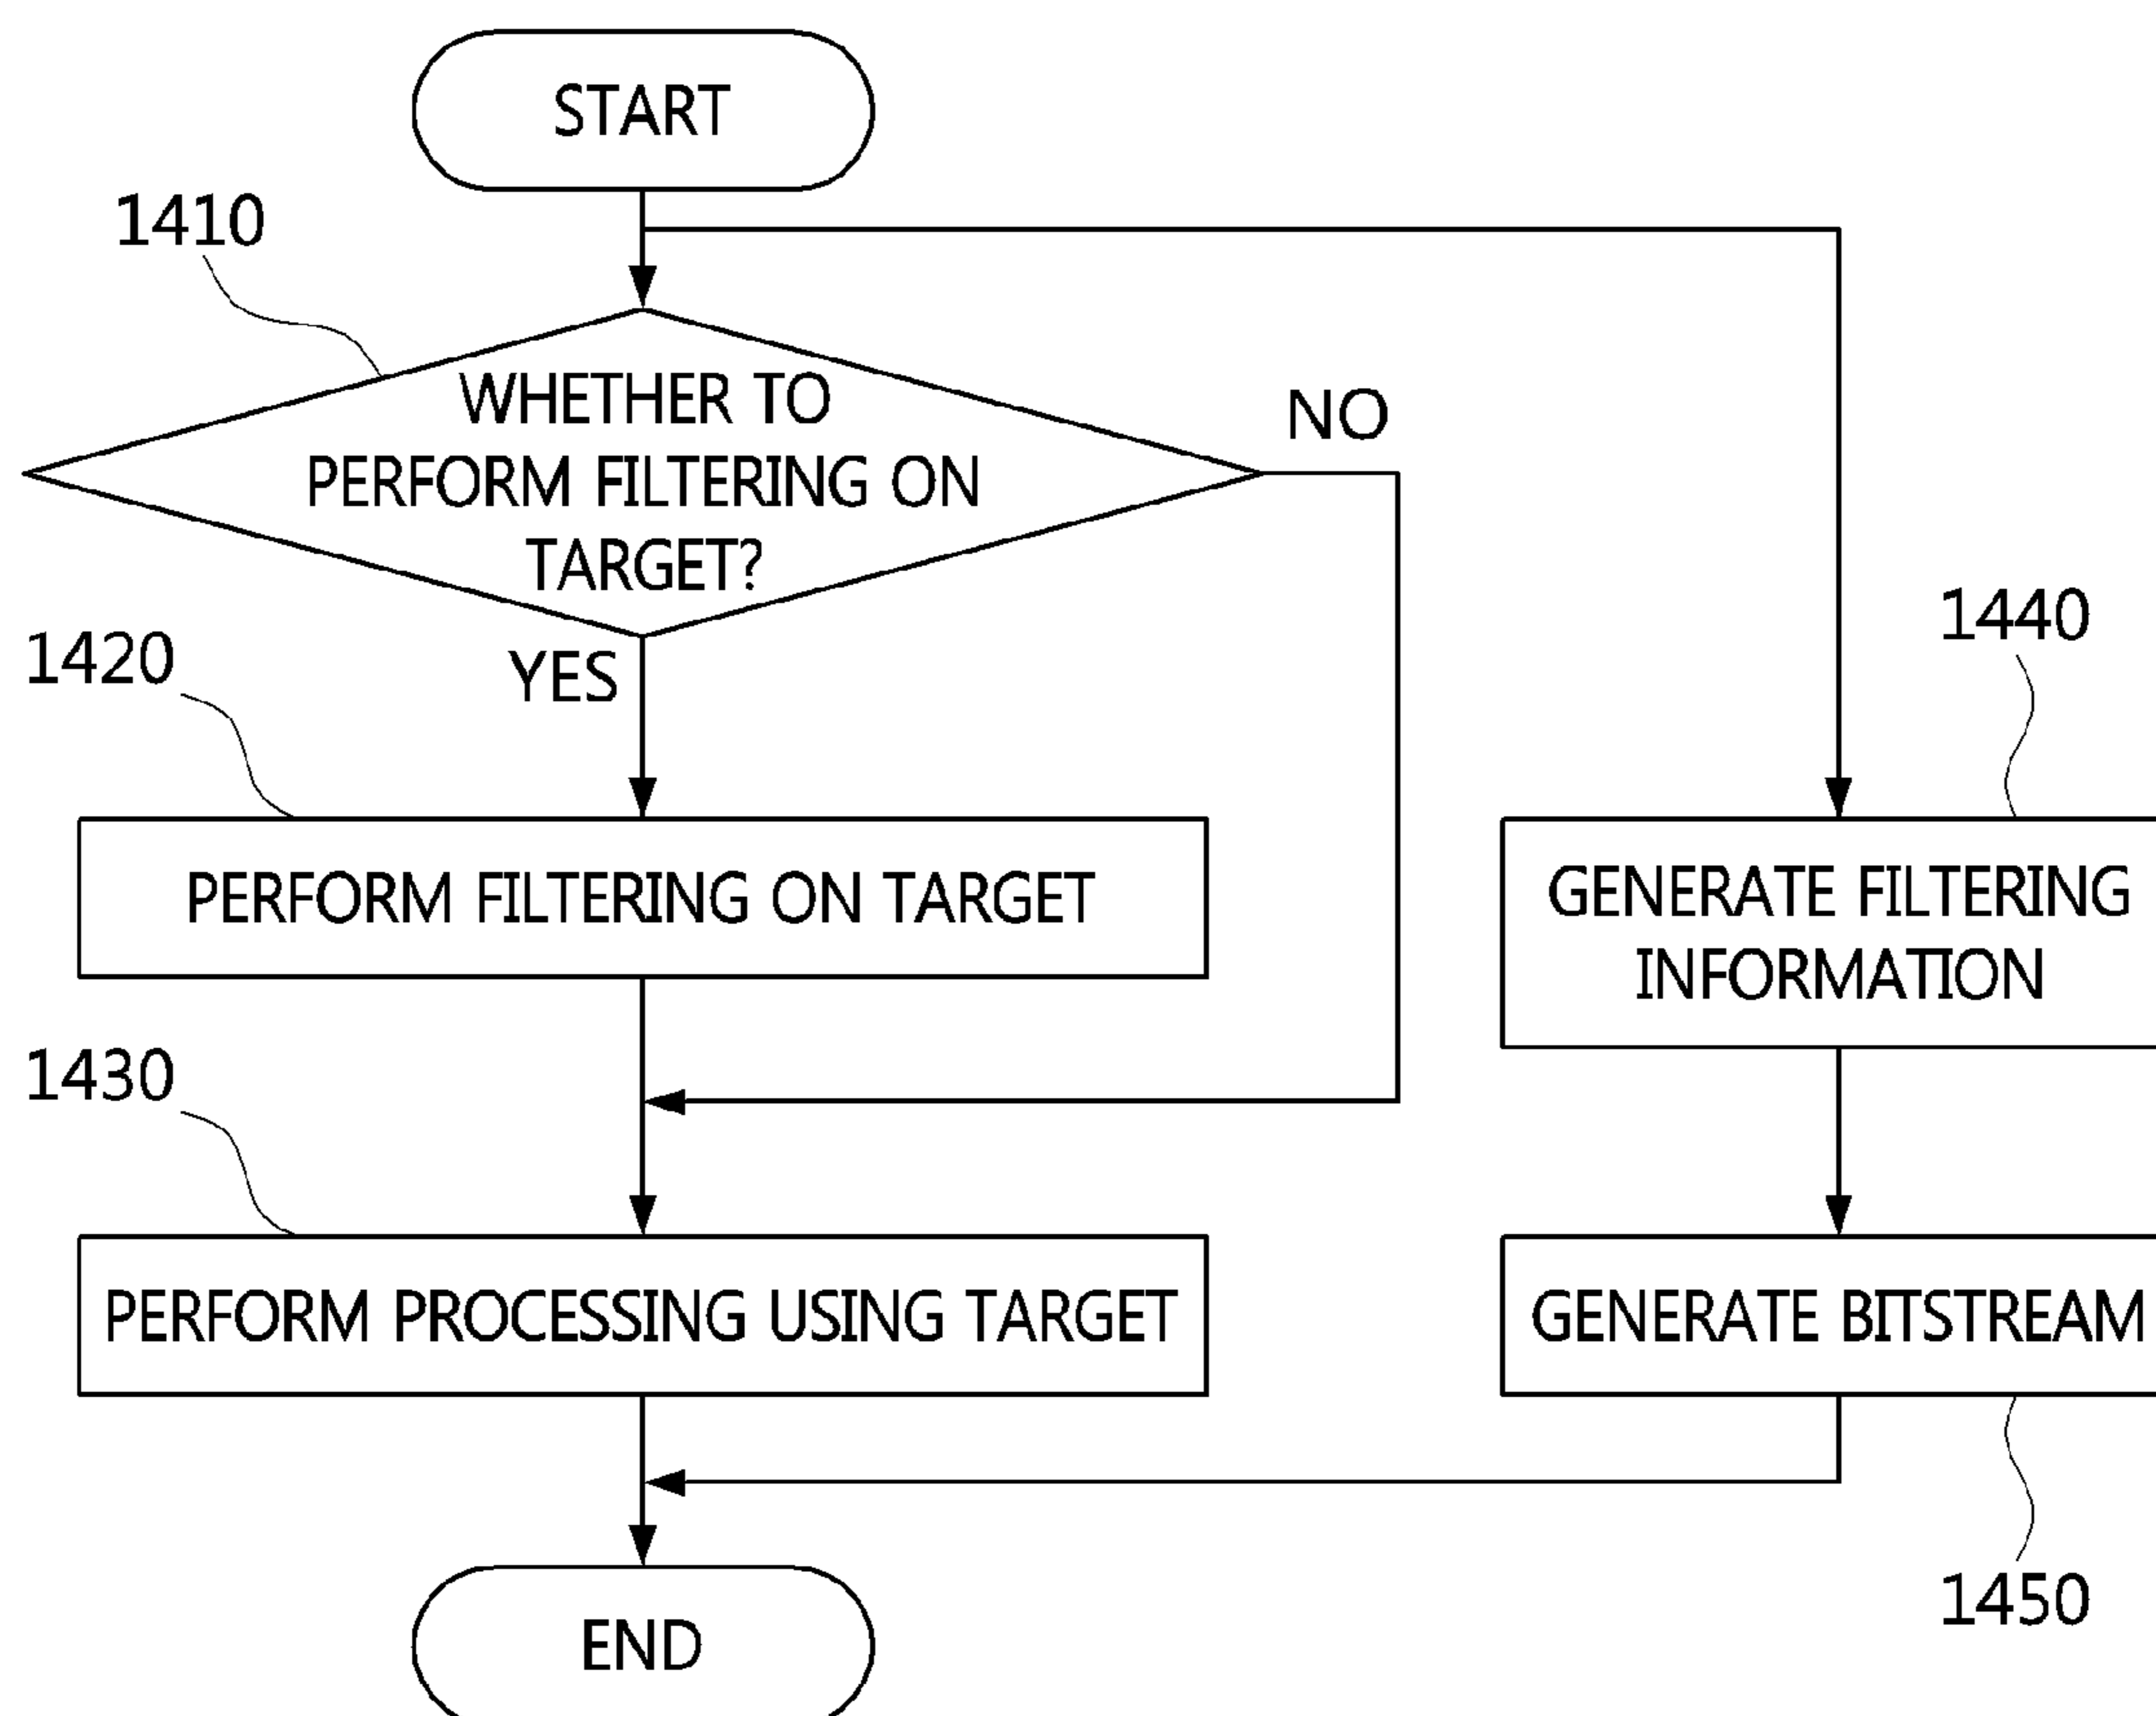 START
1410
WHETHER TO
PERFORM FILTERING ON
TARGET?
NO
YES
1420
PERFORM FILTERING ON TARGET
1430
PERFORM PROCESSING USING TARGET
1440
GENERATE FILTERING
INFORMATION
GENERATE BITSTREAM
1450
END